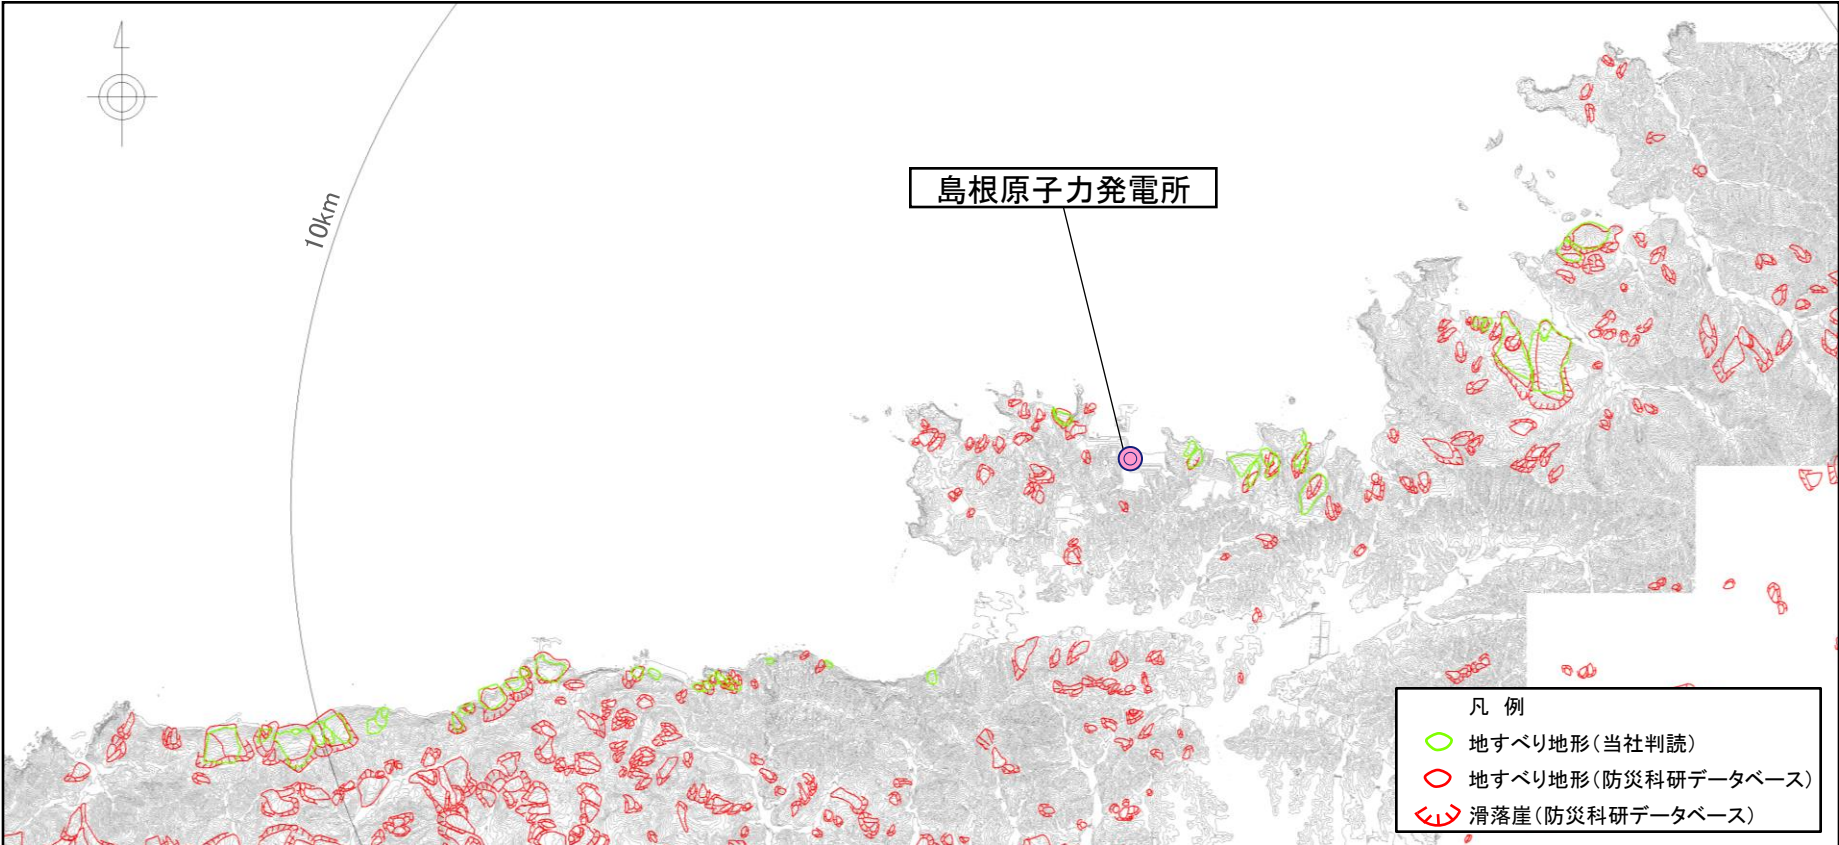 10km
島根原子力発電所
凡 例
地すべり地形(当社判読)
地すべり地形(防災科研データベース)
滑落崖(防災科研データベース)